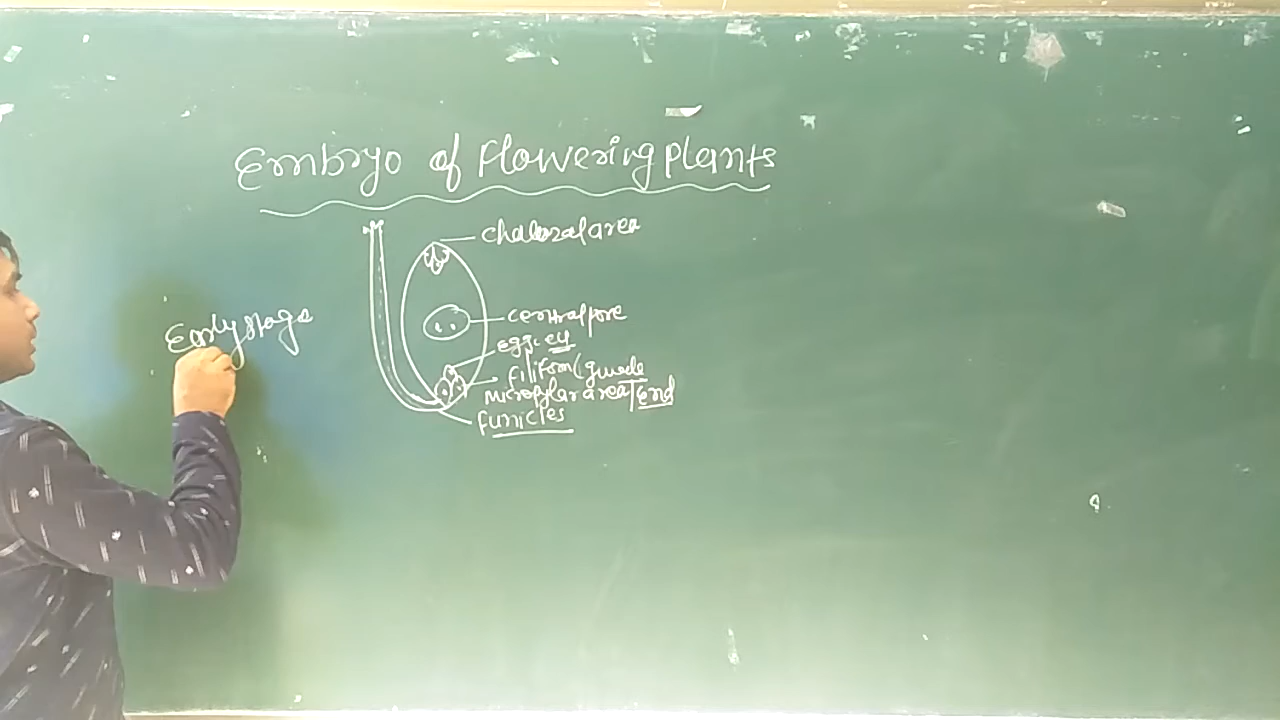 Embryo of Flowering plants
chalazal area
central pore
egg cell
Filiform guide
Micropylar area/End
Funicles
Early stage